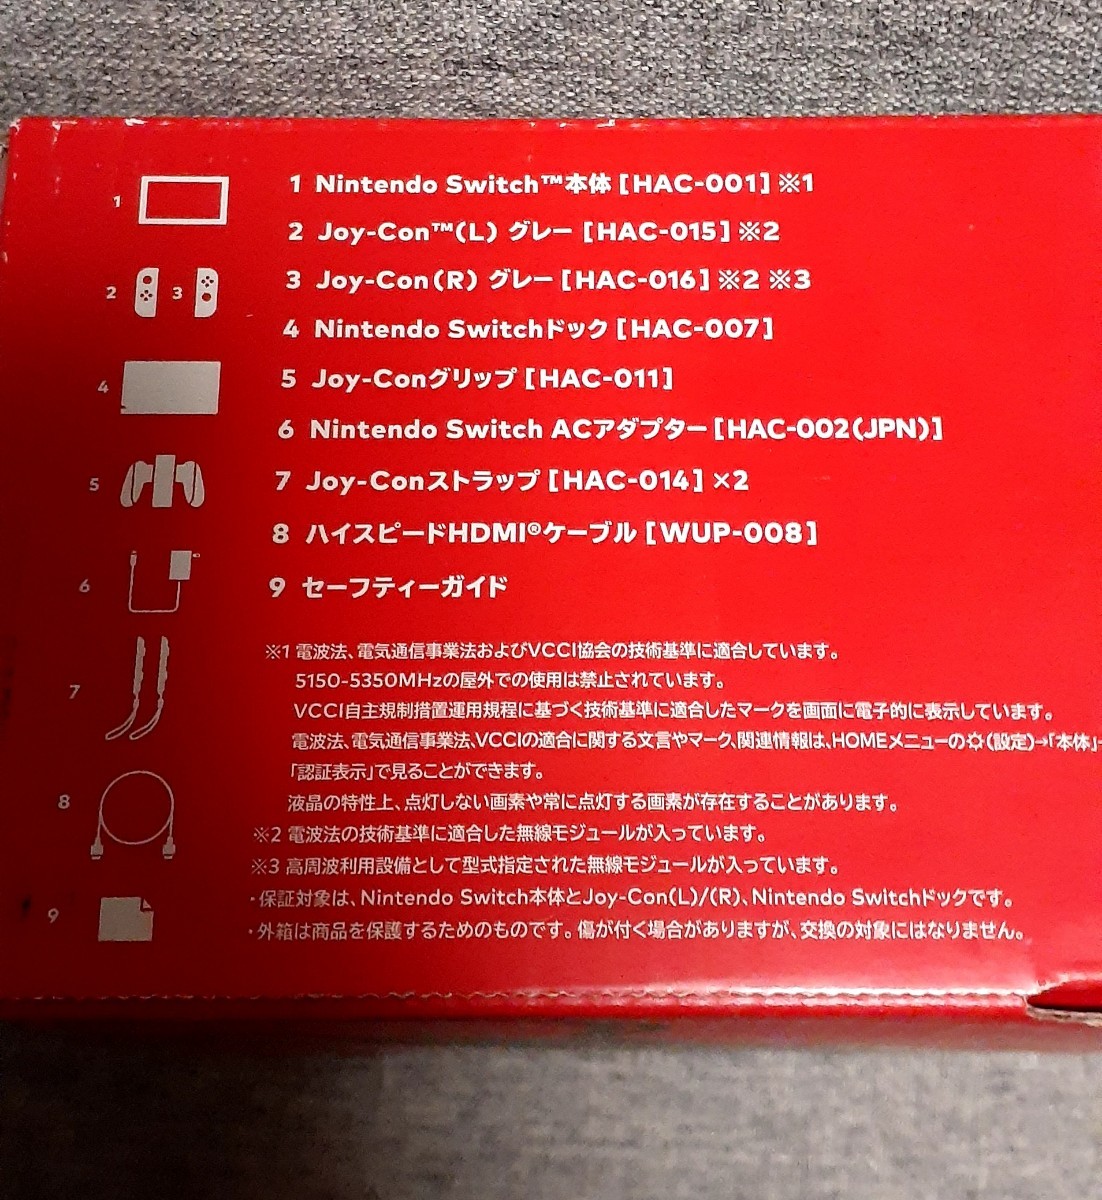 1 Nintendo Switch™本体[HAC-001]※1
2 Joy-Con™(L) グレー[HAC-015]※2
3 Joy-Con(R) グレー[HAC-016]※2 ※3
4 Nintendo Switchドック[HAC-007]
5 Joy-Conグリップ[HAC-011]
6 Nintendo Switch ACアダプター[HAC-002(JPN)]
7 Joy-Conストラップ[HAC-014]×2
8 ハイスピードHDMI®ケーブル[WUP-008]
9 セーフティーガイド
※1 電波法、電気通信事業法およびVCCI協会の技術基準に適合しています。
5150-5350MHzの屋外での使用は禁止されています。
VCCI自主規制措置運用規程に基づく技術基準に適合したマークを画面に電子的に表示しています。
電波法、電気通信事業法、VCCIの適合に関する文言やマーク、関連情報は、HOMEメニューの(設定)→「本体」→
「認証表示」で見ることができます。
液晶の特性上、点灯しない画素や常に点灯する画素が存在することがあります。
※2 電波法の技術基準に適合した無線モジュールが入っています。
※3 高周波利用設備として型式指定された無線モジュールが入っています。
・保証対象は、Nintendo Switch本体とJoy-Con(L)/(R)、Nintendo Switchドックです。
・外箱は商品を保護するためのものです。傷が付く場合がありますが、交換の対象にはなりません。
1
2
3
4
5
6
7
8
9